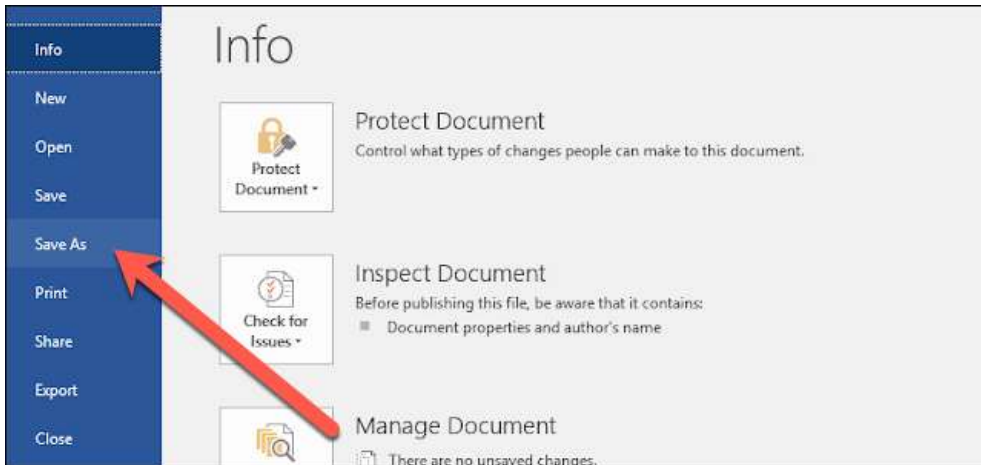 Info
New
Open
Save
Save As
Print
Share
Export
Close
Info
Protect
Document
Protect Document
Control what types of changes people can make to this document.
Check for
Issues
Inspect Document
Before publishing this file, be aware that it contains:
Document properties and author's name
Manage Document
There are no unsaved changes.